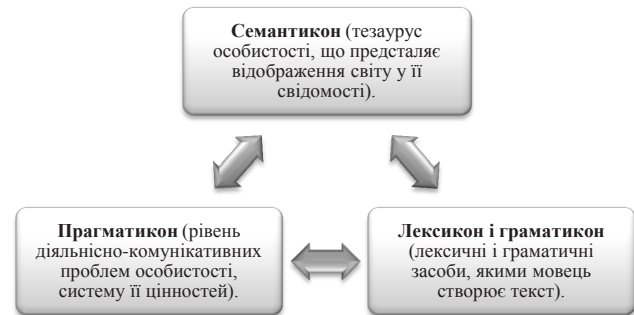 Семантикон (тезаурус
особистості, що предсталяє
відображення світу у її
свідомості).
Прагматикон (рівень
діяльнісно-комунікативних
проблем особистості,
систему її цінностей).
Лексикон і граматикон
(лексичні і граматичні
засоби, якими мовець
створює текст).